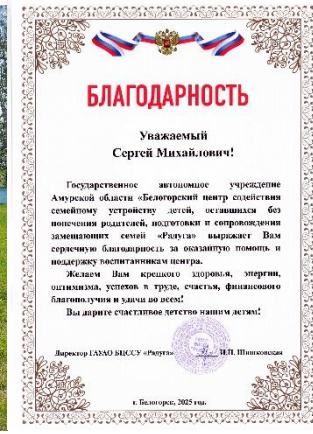 БЛАГОДАРНОСТЬ
Уважаемый
Сергей Михайлович!
Государственное автономное учреждение
Амурской области «Белогорский центр содействия
семейному устройству детей, оставшихся без
попечения родителей, подготовки и сопровождения
замещающих семей «Радуга» выражает Вам
сердечную благодарность за оказанную помощь и
поддержку воспитанникам центра.
Желаем Вам крепкого здоровья, энергии,
оптимизма, успехов в труде, счастья, финансового
благополучия и удачи во всем!
Вы дарите счастливое детство нашим детям!
Директор ГАУАО БЦССУ «Радуга» И.П. Шишковская
г. Белогорск, 2025 год.